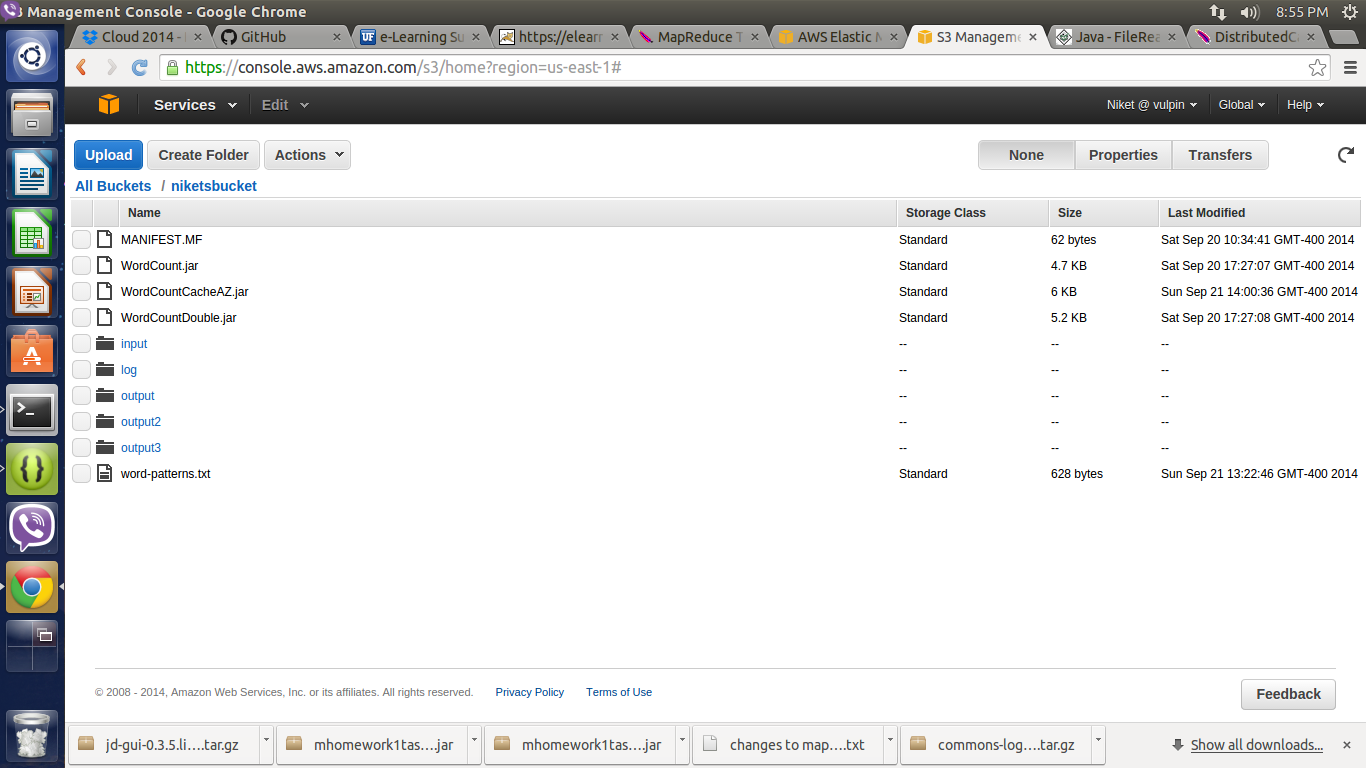 3 Management Console - Google Chrome 8:55 PM
Cloud 2014 - GitHub e-Learning Su https://elearn MapReduce T AWS Elastic M S3 Manageme Java - FileRea DistributedC
https://console.aws.amazon.com/s3/home?region=us-east-1#
Services Edit Niket @ vulpin Global Help
Upload Create Folder Actions None Properties Transfers
All Buckets / niketsbucket
Name Storage Class Size Last Modified
MANIFEST.MF Standard 62 bytes Sat Sep 20 10:34:41 GMT-400 2014
WordCount.jar Standard 4.7 KB Sat Sep 20 17:27:07 GMT-400 2014
WordCountCacheAZ.jar Standard 6 KB Sun Sep 21 14:00:36 GMT-400 2014
WordCountDouble.jar Standard 5.2 KB Sat Sep 20 17:27:08 GMT-400 2014
input -- -- --
log -- -- --
output -- -- --
output2 -- -- --
output3 -- -- --
word-patterns.txt Standard 628 bytes Sun Sep 21 13:22:46 GMT-400 2014
© 2008 - 2014, Amazon Web Services, Inc. or its affiliates. All rights reserved. Privacy Policy Terms of Use Feedback
jd-gui-0.3.5.li....tar.gz mhomework1tas....jar mhomework1tas....jar changes to map....txt commons-log....tar.gz Show all downloads...